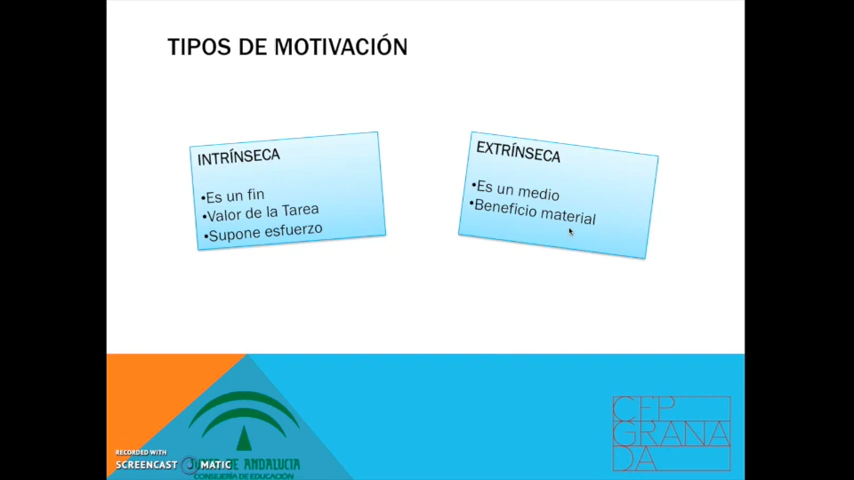 TIPOS DE MOTIVACIÓN
INTRÍNSECA
•Es un fin
•Valor de la Tarea
•Supone esfuerzo
EXTRÍNSECA
•Es un medio
•Beneficio material
RECORDED WITH
SCREENCAST MATIC
DE ANDALUCIA
CONSEJERÍA DE EDUCACIÓN
CEP
GRANA
DA